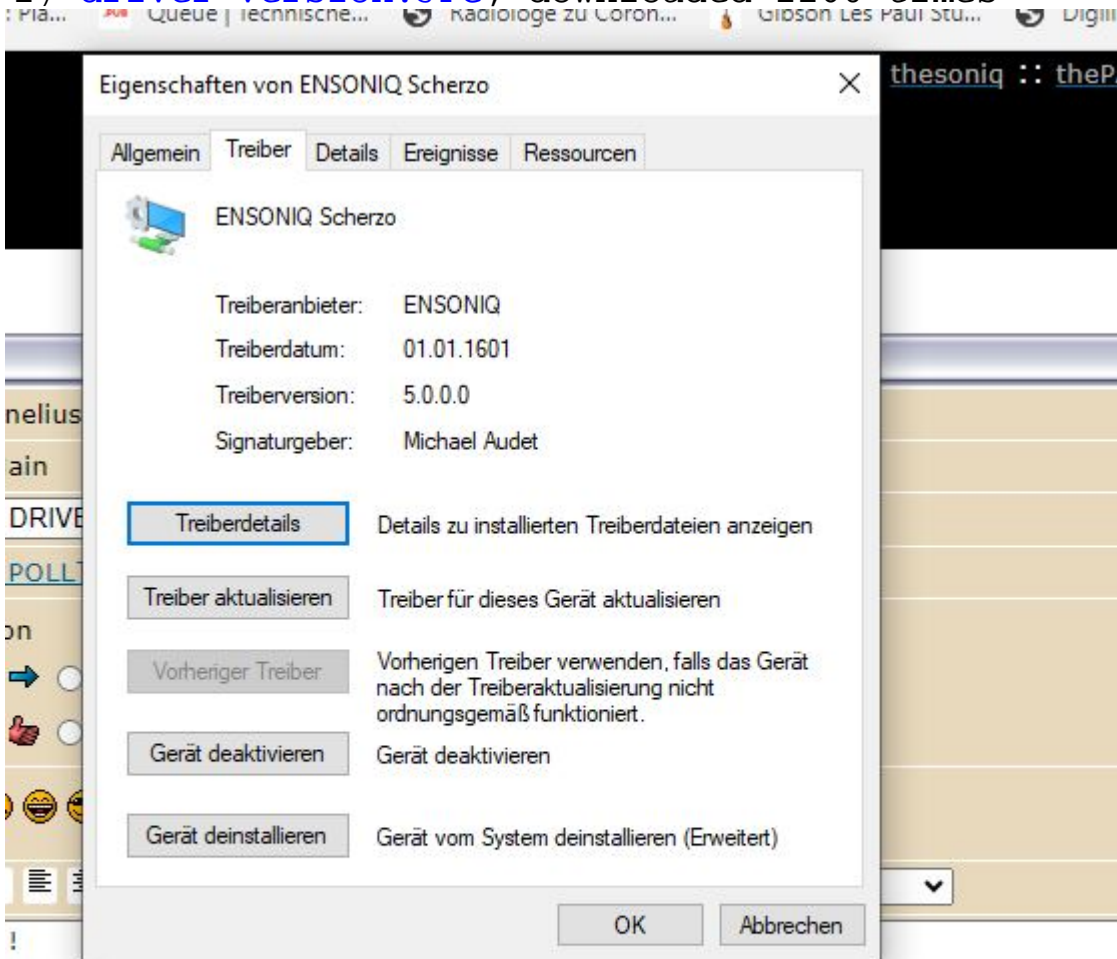 : Pla... Queue | Technische... Radiologe zu Coron... Gibson Les Paul Stu...
thesoniq :: theP
Eigenschaften von ENSONIQ Scherzo
Allgemein Treiber Details Ereignisse Ressourcen
ENSONIQ Scherzo
Treiberanbieter: ENSONIQ
Treiberdatum: 01.01.1601
Treiberversion: 5.0.0.0
Signaturgeber: Michael Audet
nelius
ain
DRIVE
POLL
on
Treiberdetails Details zu installierten Treiberdateien anzeigen
Treiber aktualisieren Treiber für dieses Gerät aktualisieren
Vorheriger Treiber Vorherigen Treiber verwenden, falls das Gerät
nach der Treiberaktualisierung nicht
ordnungsgemäß funktioniert.
Gerät deaktivieren Gerät deaktivieren
Gerät deinstallieren Gerät vom System deinstallieren (Erweitert)
OK Abbrechen
!